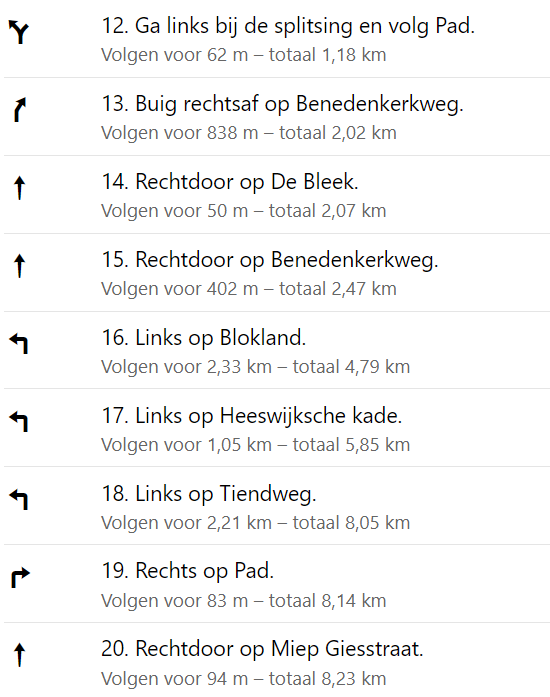 12. Ga links bij de splitsing en volg Pad.
Volgen voor 62 m – totaal 1,18 km
13. Buig rechtsaf op Benedenkerkweg.
Volgen voor 838 m – totaal 2,02 km
14. Rechtdoor op De Bleek.
Volgen voor 50 m – totaal 2,07 km
15. Rechtdoor op Benedenkerkweg.
Volgen voor 402 m – totaal 2,47 km
16. Links op Blokland.
Volgen voor 2,33 km – totaal 4,79 km
17. Links op Heeswijksche kade.
Volgen voor 1,05 km – totaal 5,85 km
18. Links op Tiendweg.
Volgen voor 2,21 km – totaal 8,05 km
19. Rechts op Pad.
Volgen voor 83 m – totaal 8,14 km
20. Rechtdoor op Miep Giesstraat.
Volgen voor 94 m – totaal 8,23 km